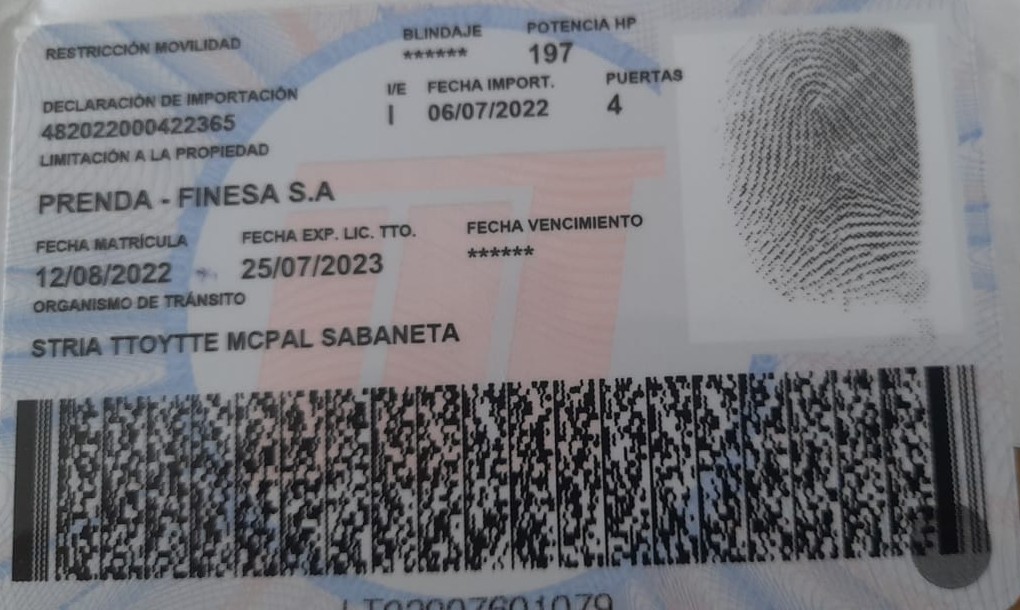 RESTRICCIÓN MOVILIDAD BLINDAJE POTENCIA HP
****** 197
DECLARACIÓN DE IMPORTACIÓN I/E FECHA IMPORT. PUERTAS
482022000422365 I 06/07/2022 4
LIMITACIÓN A LA PROPIEDAD
PRENDA - FINESA S.A
FECHA MATRÍCULA FECHA EXP. LIC. TTO. FECHA VENCIMIENTO
12/08/2022 25/07/2023 ******
ORGANISMO DE TRÁNSITO
STRIA TTOYTTE MCPAL SABANETA